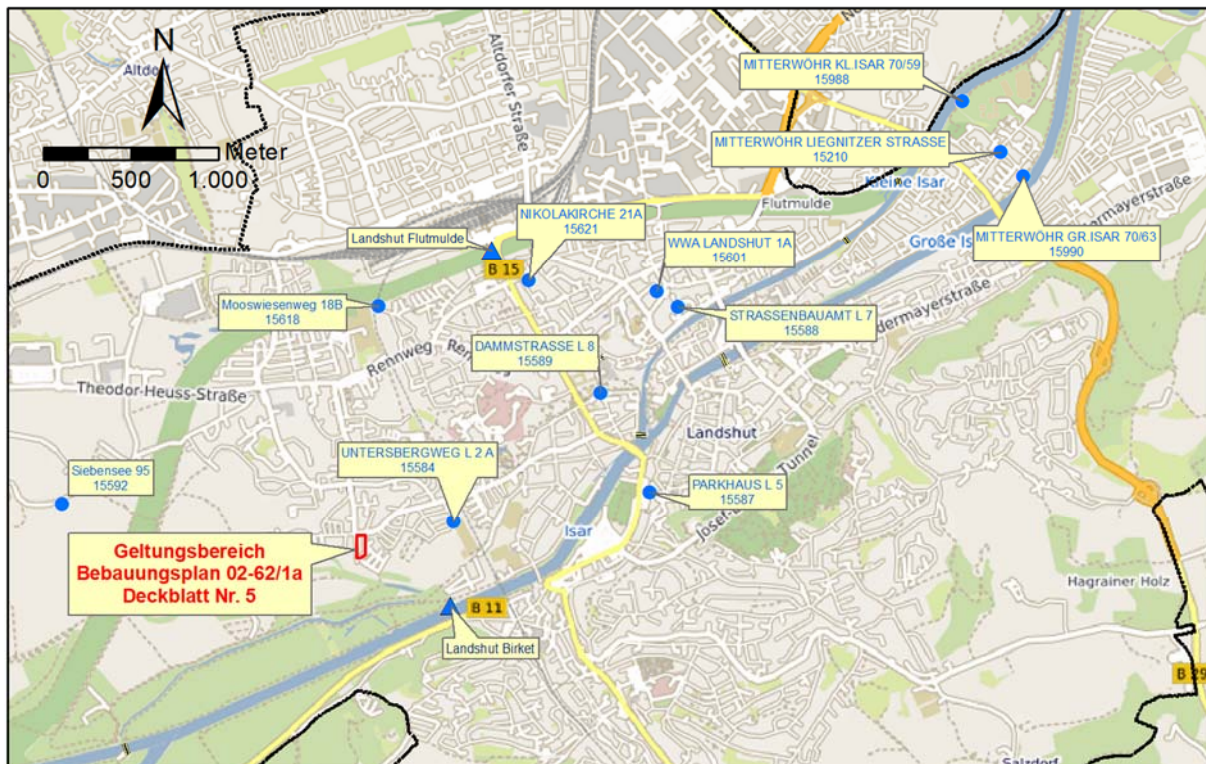 N
Altdorf
Altdorfer Straße
Meter
0 500 1.000
MITTERWÖHR KL.ISAR 70/59
15988
MITTERWÖHR LIEGNITZER STRASSE
15210
Kleine Isar
Flutmulde
NIKOLAKIRCHE 21A
15621
Landshut Flutmulde
B 15
WWA LANDSHUT 1A
15601
MITTERWÖHR GR.ISAR 70/63
15990
Große
Mooswiesenweg 18B
15618
STRASSENBAUAMT L 7
15588
DAMMSTRASSE L 8
15589
Rennweg
Theodor-Heuss-Straße
Landshut
UNTERSBERGWEG L 2 A
15584
Siebensee 95
15592
PARKHAUS L 5
15587
Tunnel
Isar
Geltungsbereich
Bebauungsplan 02-62/1a
Deckblatt Nr. 5
Hagrainer Holz
B 11
Landshut Birket
Salzdorf